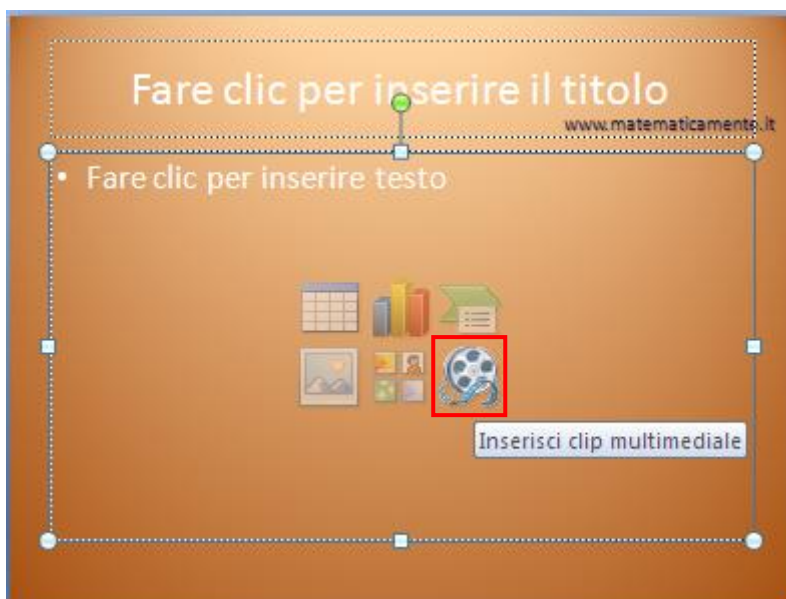 Fare clic per inserire il titolo
www.matematicamente.it
• Fare clic per inserire testo
Inserisci clip multimediale